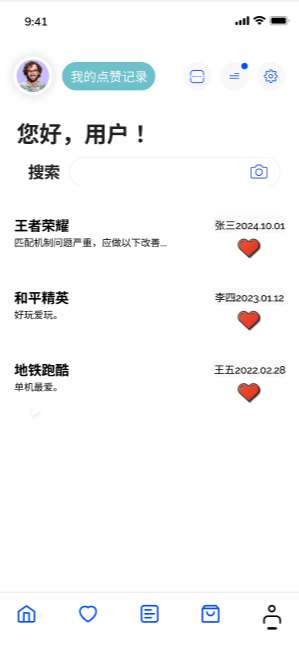 9:41
我的点赞记录
您好，用户！
搜索
王者荣耀
张三2024.10.01
匹配机制问题严重，应做以下改善...
和平精英
李四2023.01.12
好玩爱玩。
地铁跑酷
王五2022.02.28
单机最爱。